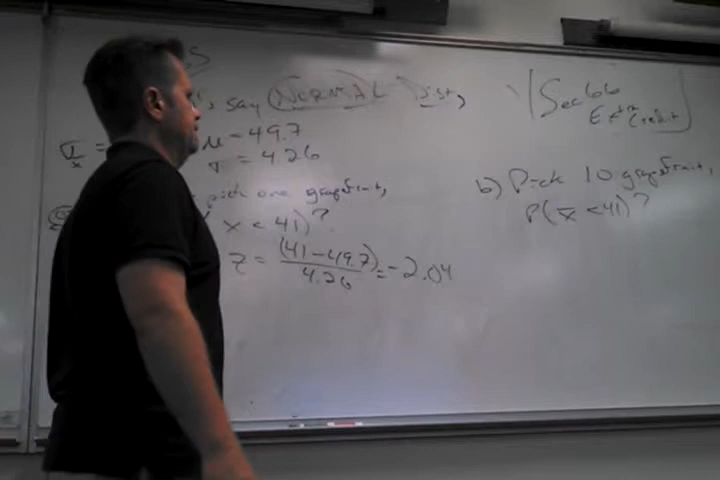 say NORMAL Dist,
μ = 49.7
σ = 4.26
pick one grapefruit,
x < 41)?
z = (41-49.7)
4.26
= -2.04
Sec 6.6
Extra Credit
b) Pick 10 grapefruit,
P(x̄ < 41)?